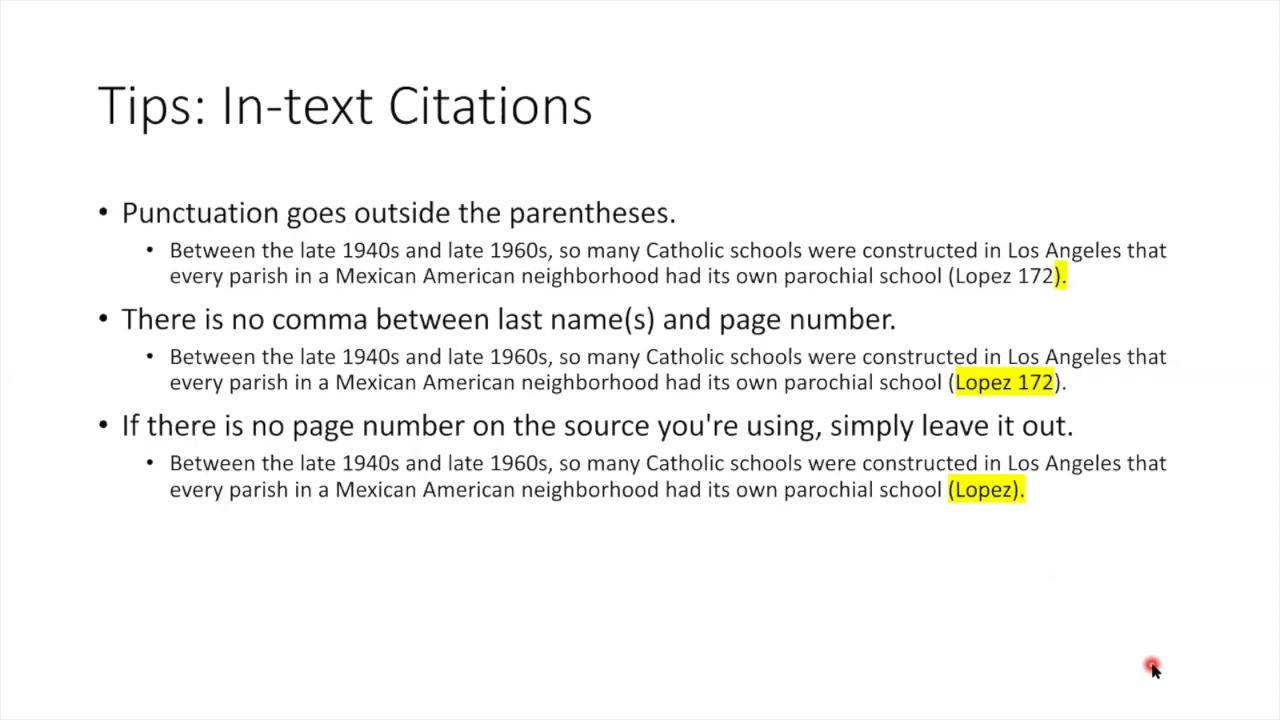 Tips: In-text Citations
• Punctuation goes outside the parentheses.
• Between the late 1940s and late 1960s, so many Catholic schools were constructed in Los Angeles that
every parish in a Mexican American neighborhood had its own parochial school (Lopez 172).
• There is no comma between last name(s) and page number.
• Between the late 1940s and late 1960s, so many Catholic schools were constructed in Los Angeles that
every parish in a Mexican American neighborhood had its own parochial school (Lopez 172).
• If there is no page number on the source you're using, simply leave it out.
• Between the late 1940s and late 1960s, so many Catholic schools were constructed in Los Angeles that
every parish in a Mexican American neighborhood had its own parochial school (Lopez).